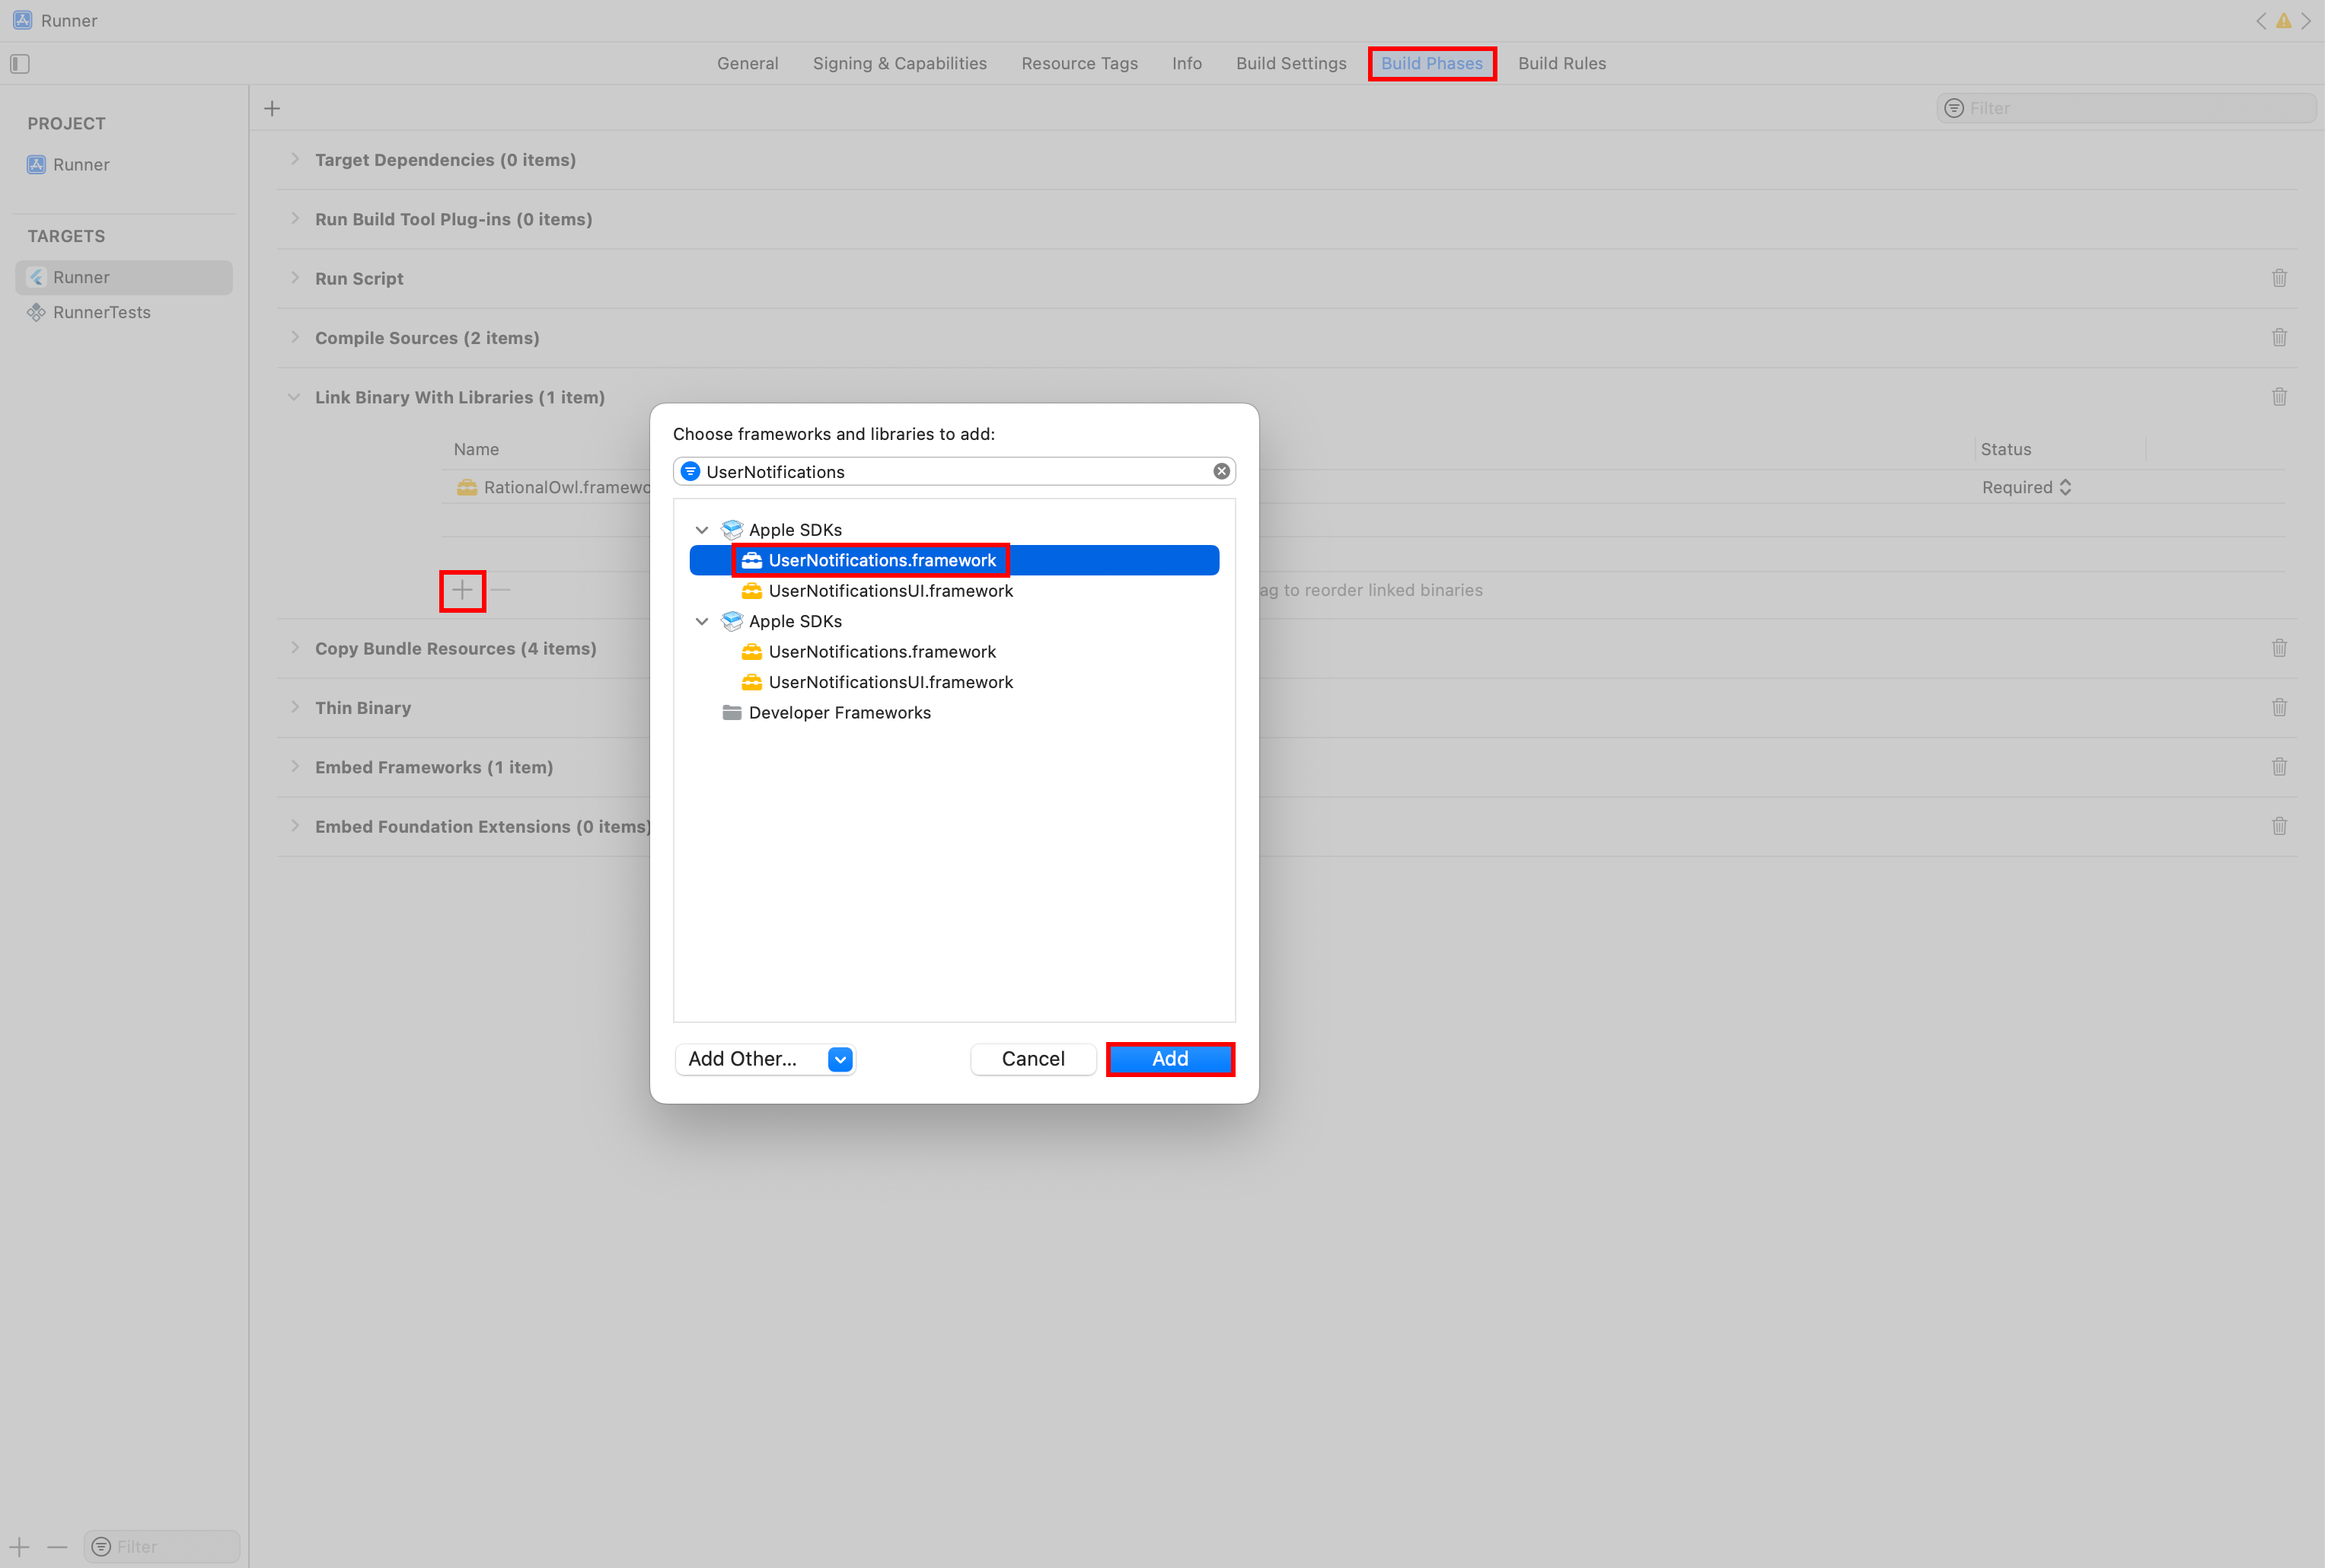 Runner
General Signing & Capabilities Resource Tags Info Build Settings Build Phases Build Rules
Filter
PROJECT
Runner
TARGETS
Runner
RunnerTests
Target Dependencies (0 items)
Run Build Tool Plug-ins (0 items)
Run Script
Compile Sources (2 items)
Link Binary With Libraries (1 item)
Name Status
RationalOwl.framewo Required
ag to reorder linked binaries
Copy Bundle Resources (4 items)
Thin Binary
Embed Frameworks (1 item)
Embed Foundation Extensions (0 items)
Choose frameworks and libraries to add:
UserNotifications
Apple SDKs
UserNotifications.framework
UserNotificationsUI.framework
Apple SDKs
UserNotifications.framework
UserNotificationsUI.framework
Developer Frameworks
Add Other... Cancel Add
Filter